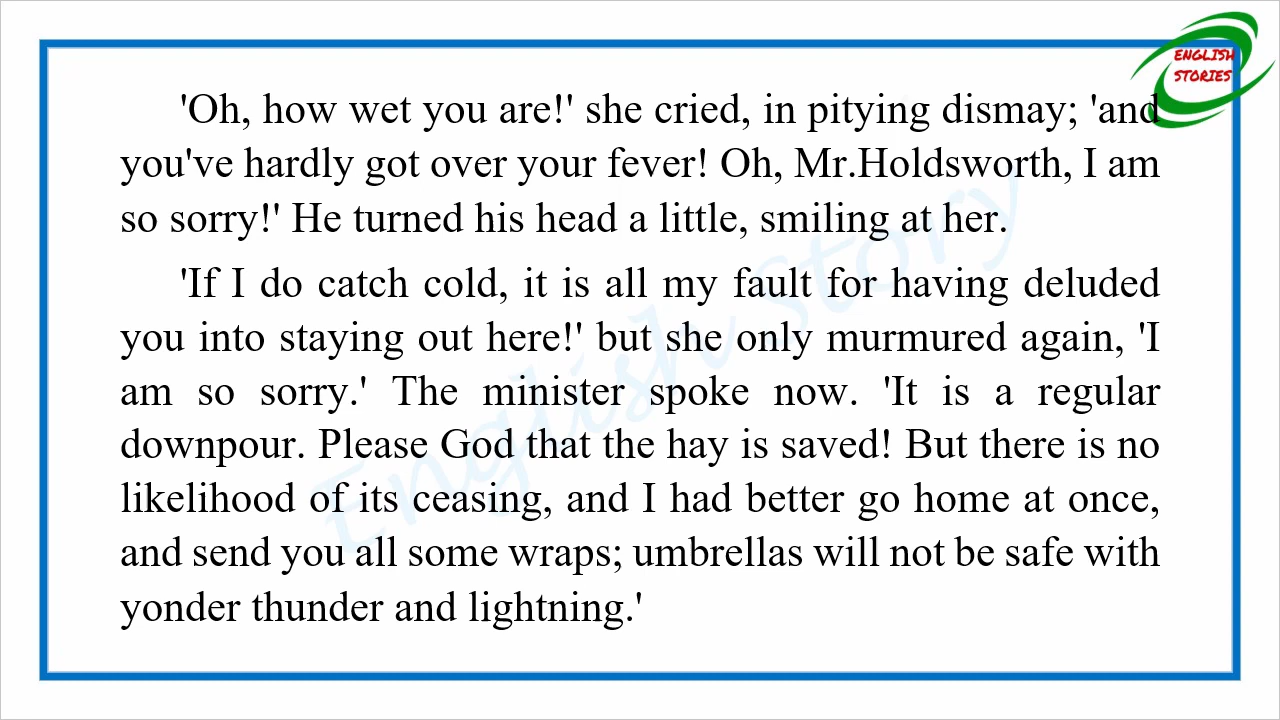 ENGLISH
STORIES
'Oh, how wet you are!' she cried, in pitying dismay; 'and
you've hardly got over your fever! Oh, Mr.Holdsworth, I am
so sorry!' He turned his head a little, smiling at her.
'If I do catch cold, it is all my fault for having deluded
you into staying out here!' but she only murmured again, 'I
am so sorry.' The minister spoke now. 'It is a regular
downpour. Please God that the hay is saved! But there is no
likelihood of its ceasing, and I had better go home at once,
and send you all some wraps; umbrellas will not be safe with
yonder thunder and lightning.'
English Story